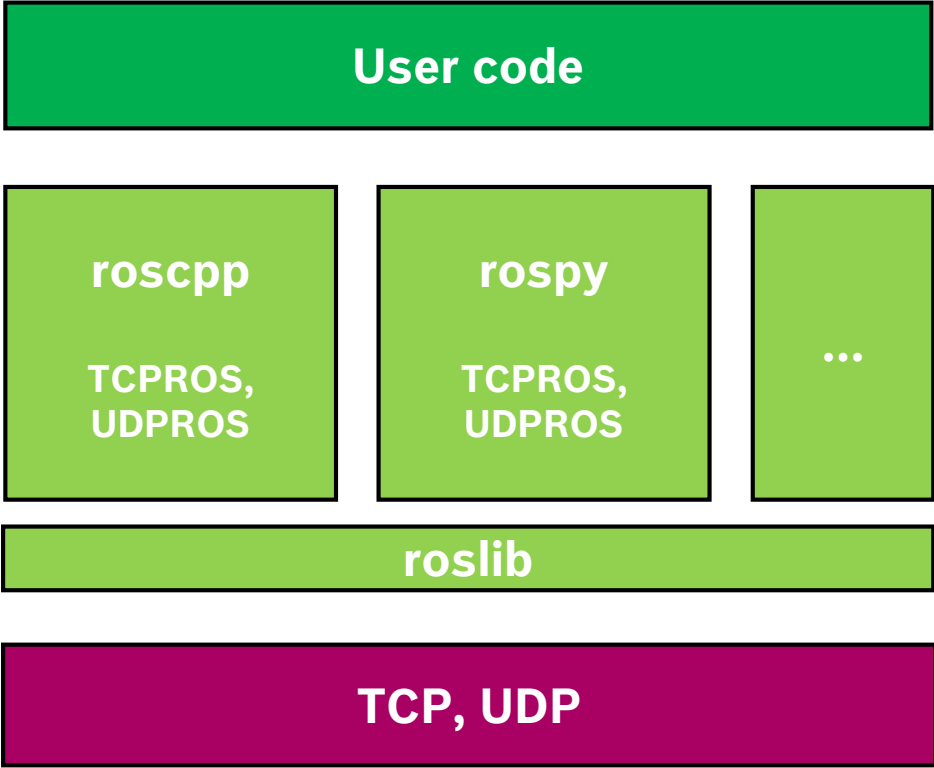 User code
roscpp
TCPROS,
UDPROS
rospy
TCPROS,
UDPROS
...
roslib
TCP, UDP